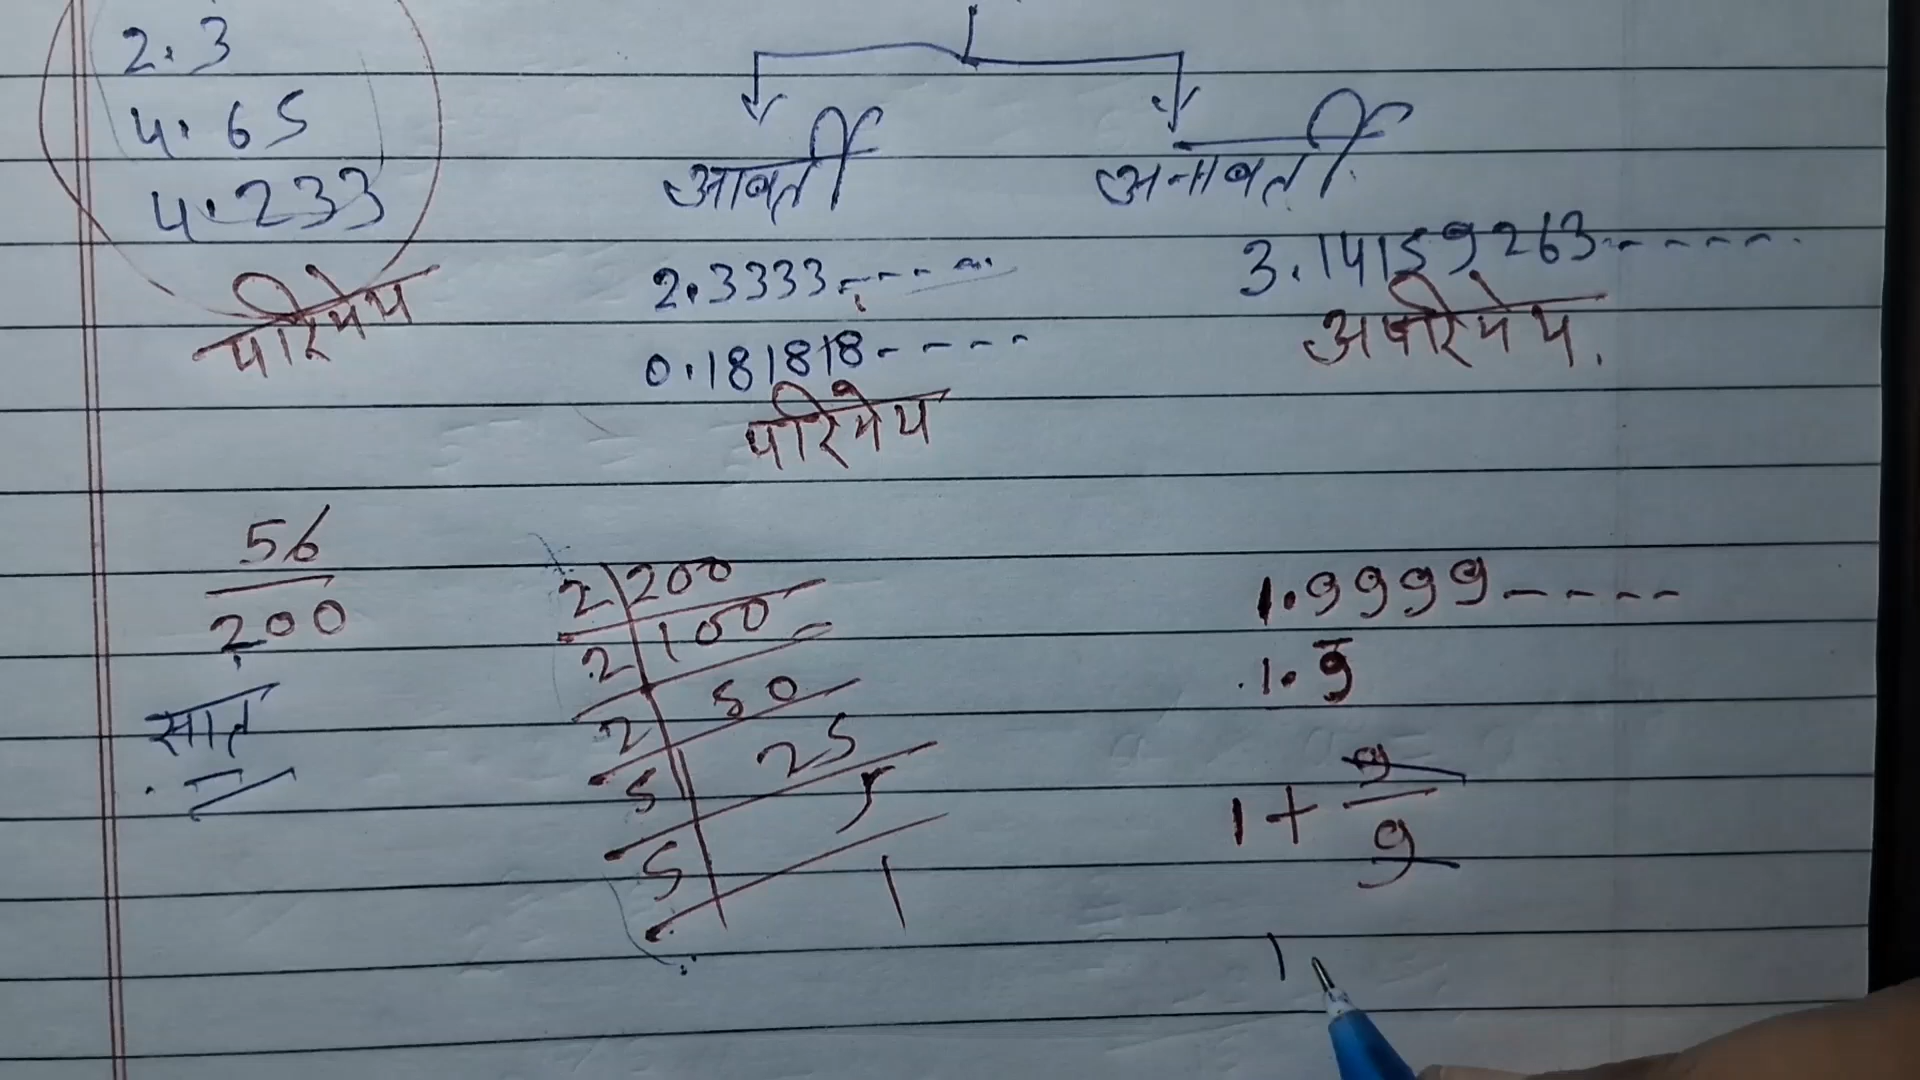 2.3
4.65
4.233
परिमेय
आवर्ती
2.3333-----
0.181818-----
परिमेय
अनावर्ती
3.14159263------
अपरिमेय.
56
200
सात
2 200
2 100
2 50
5 25
5 5
1
1.9999----
1.9̅
1 + 9
9
1